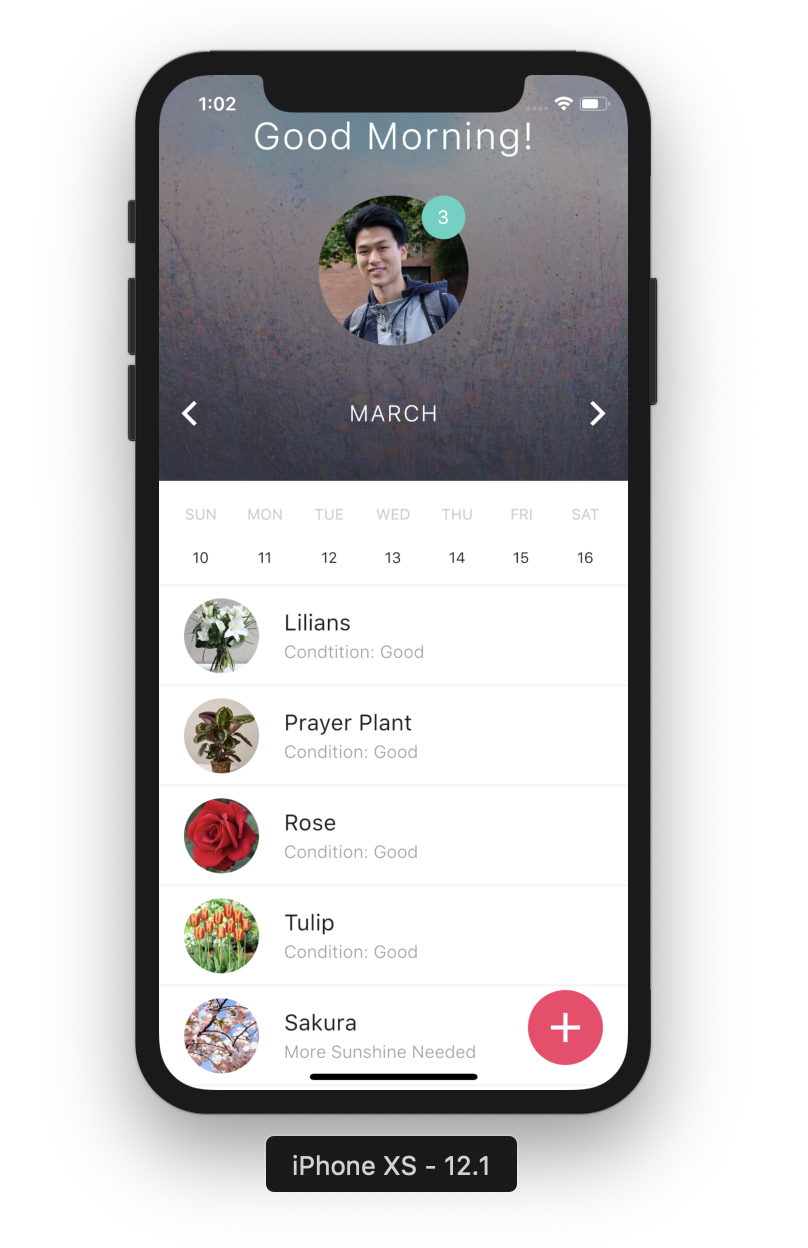 1:02
Good Morning!
3
MARCH
SUN MON TUE WED THU FRI SAT
10 11 12 13 14 15 16
Lilians
Condtition: Good
Prayer Plant
Condition: Good
Rose
Condition: Good
Tulip
Condition: Good
Sakura
More Sunshine Needed
iPhone XS - 12.1